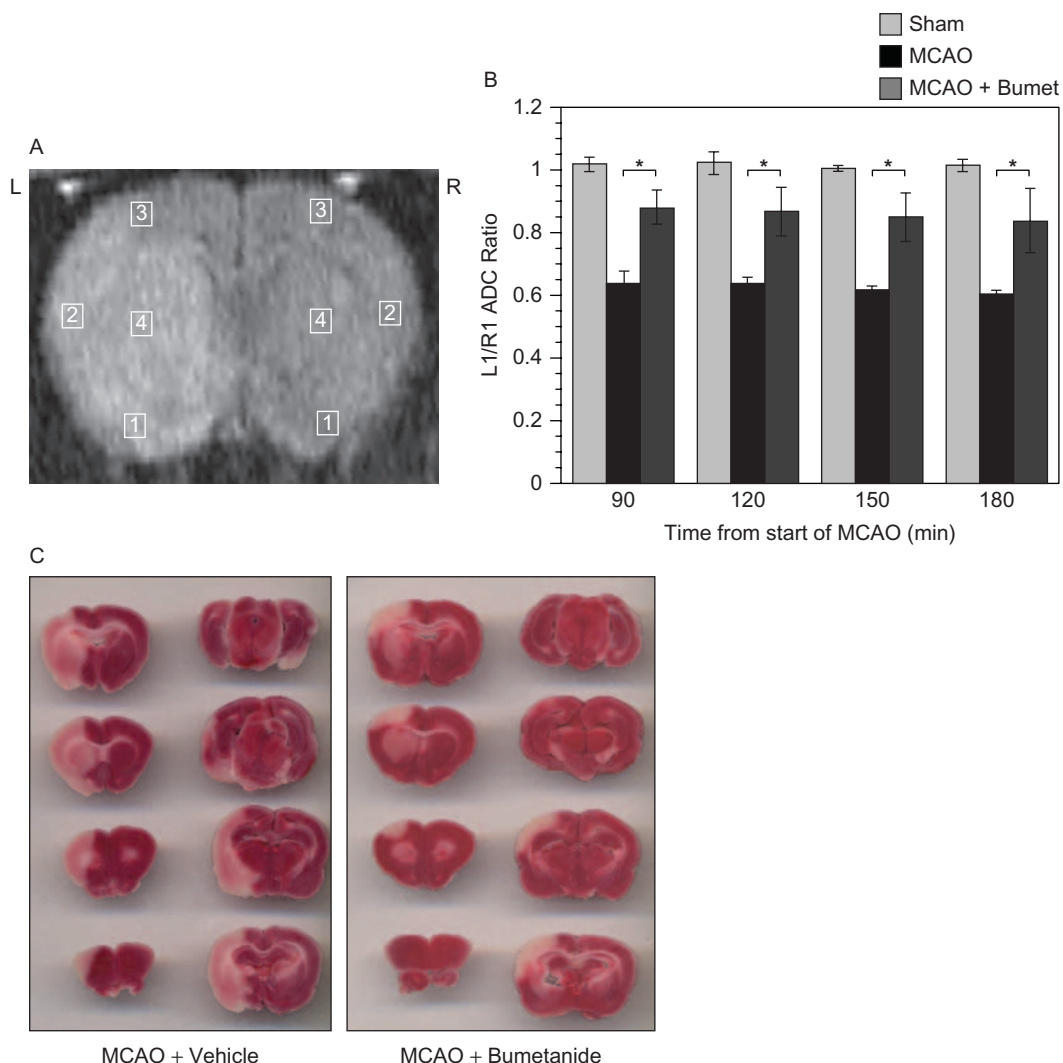 Sham
MCAO
MCAO + Bumet
A
L
R
3
3
2
4
4
2
1
1
B
L1/R1 ADC Ratio
1.2
1
0.8
0.6
0.4
0.2
0
*
*
*
*
90
120
150
180
Time from start of MCAO (min)
C
MCAO + Vehicle
MCAO + Bumetanide